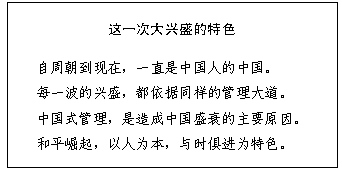 这一次大兴盛的特色
自周朝到现在，一直是中国人的中国。
每一波的兴盛，都依据同样的管理大道。
中国式管理，是造成中国盛衰的主要原因。
和平崛起，以人为本，与时俱进为特色。